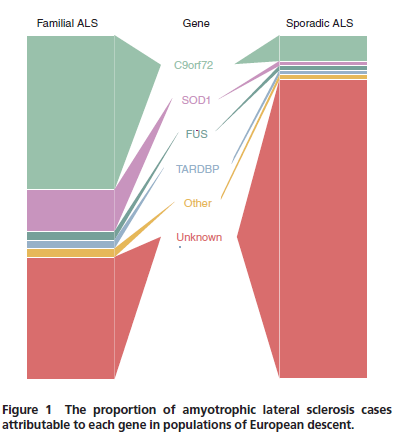 Familial ALS Gene Sporadic ALS
C9orf72
SOD1
FUS
TARDBP
Other
Unknown
Figure 1 The proportion of amyotrophic lateral sclerosis cases
attributable to each gene in populations of European descent.